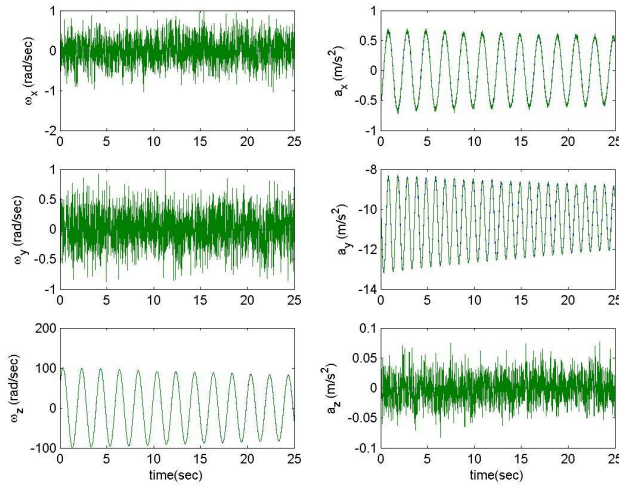 1
0
-1
-2
0 5 10 15 20 25
ωx (rad/sec)
1
0.5
0
-0.5
-1
0 5 10 15 20 25
ax (m/s²)
1
0.5
0
-0.5
-1
0 5 10 15 20 25
ωy (rad/sec)
-8
-10
-12
-14
0 5 10 15 20 25
ay (m/s²)
200
100
0
-100
0 5 10 15 20 25
ωz (rad/sec)
time(sec)
0.1
0.05
0
-0.05
-0.1
0 5 10 15 20 25
az (m/s²)
time(sec)